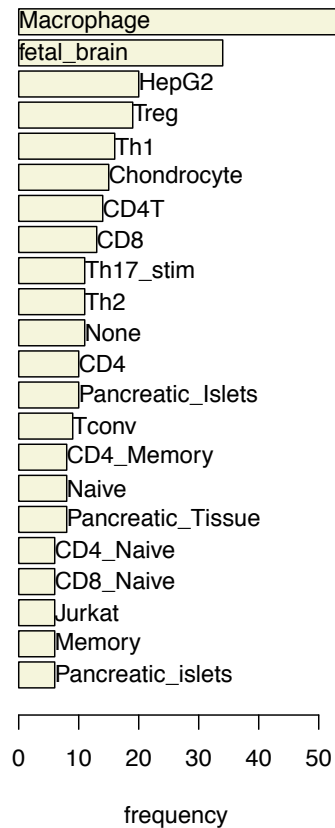 Macrophage
fetal_brain
HepG2
Treg
Th1
Chondrocyte
CD4T
CD8
Th17_stim
Th2
None
CD4
Pancreatic_Islets
Tconv
CD4_Memory
Naive
Pancreatic_Tissue
CD4_Naive
CD8_Naive
Jurkat
Memory
Pancreatic_islets
0 10 20 30 40 50
frequency